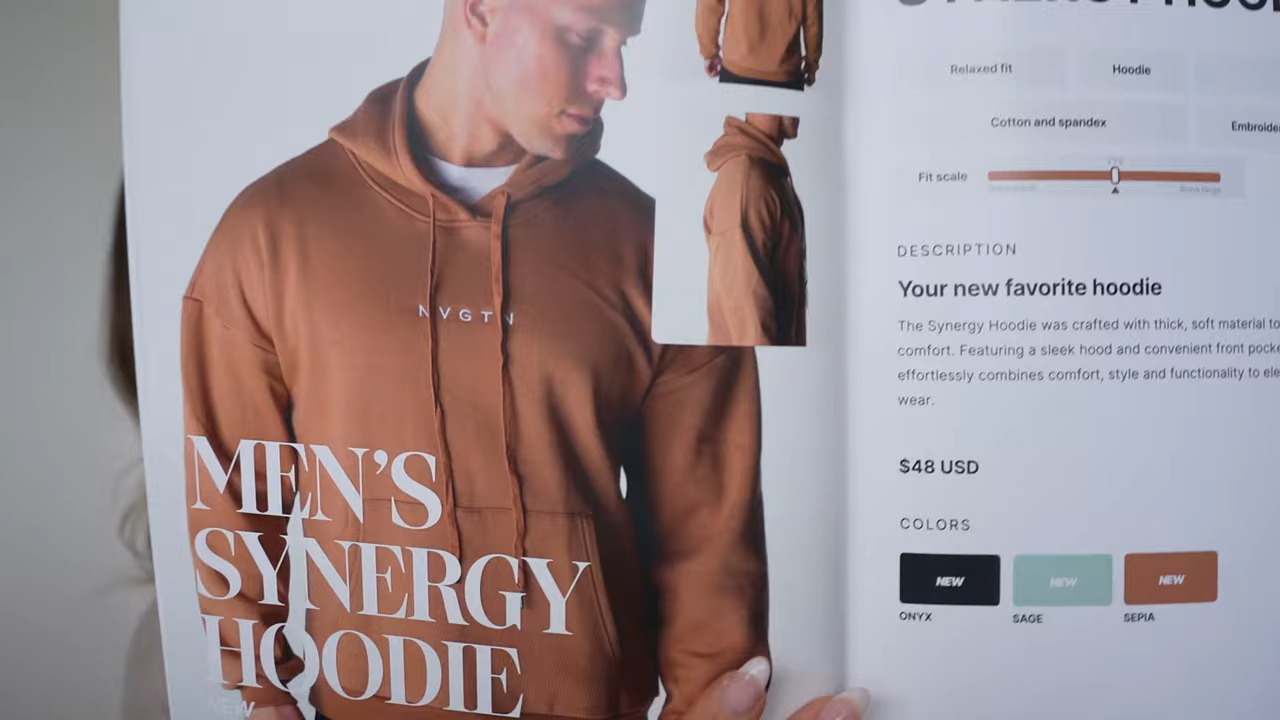 NVGTN
MEN'S
SYNERGY
HOODIE
NEW
SYNERGY
Relaxed fit
Hoodie
Cotton and spandex
Fit scale
DESCRIPTION
Your new favorite hoodie
The Synergy Hoodie was crafted with thick, soft material to
comfort. Featuring a sleek hood and convenient front
effortlessly combines comfort, style and functionality to
wear.
$48 USD
COLORS
NEW
NEW
NEW
ONYX
SAGE
SEPIA